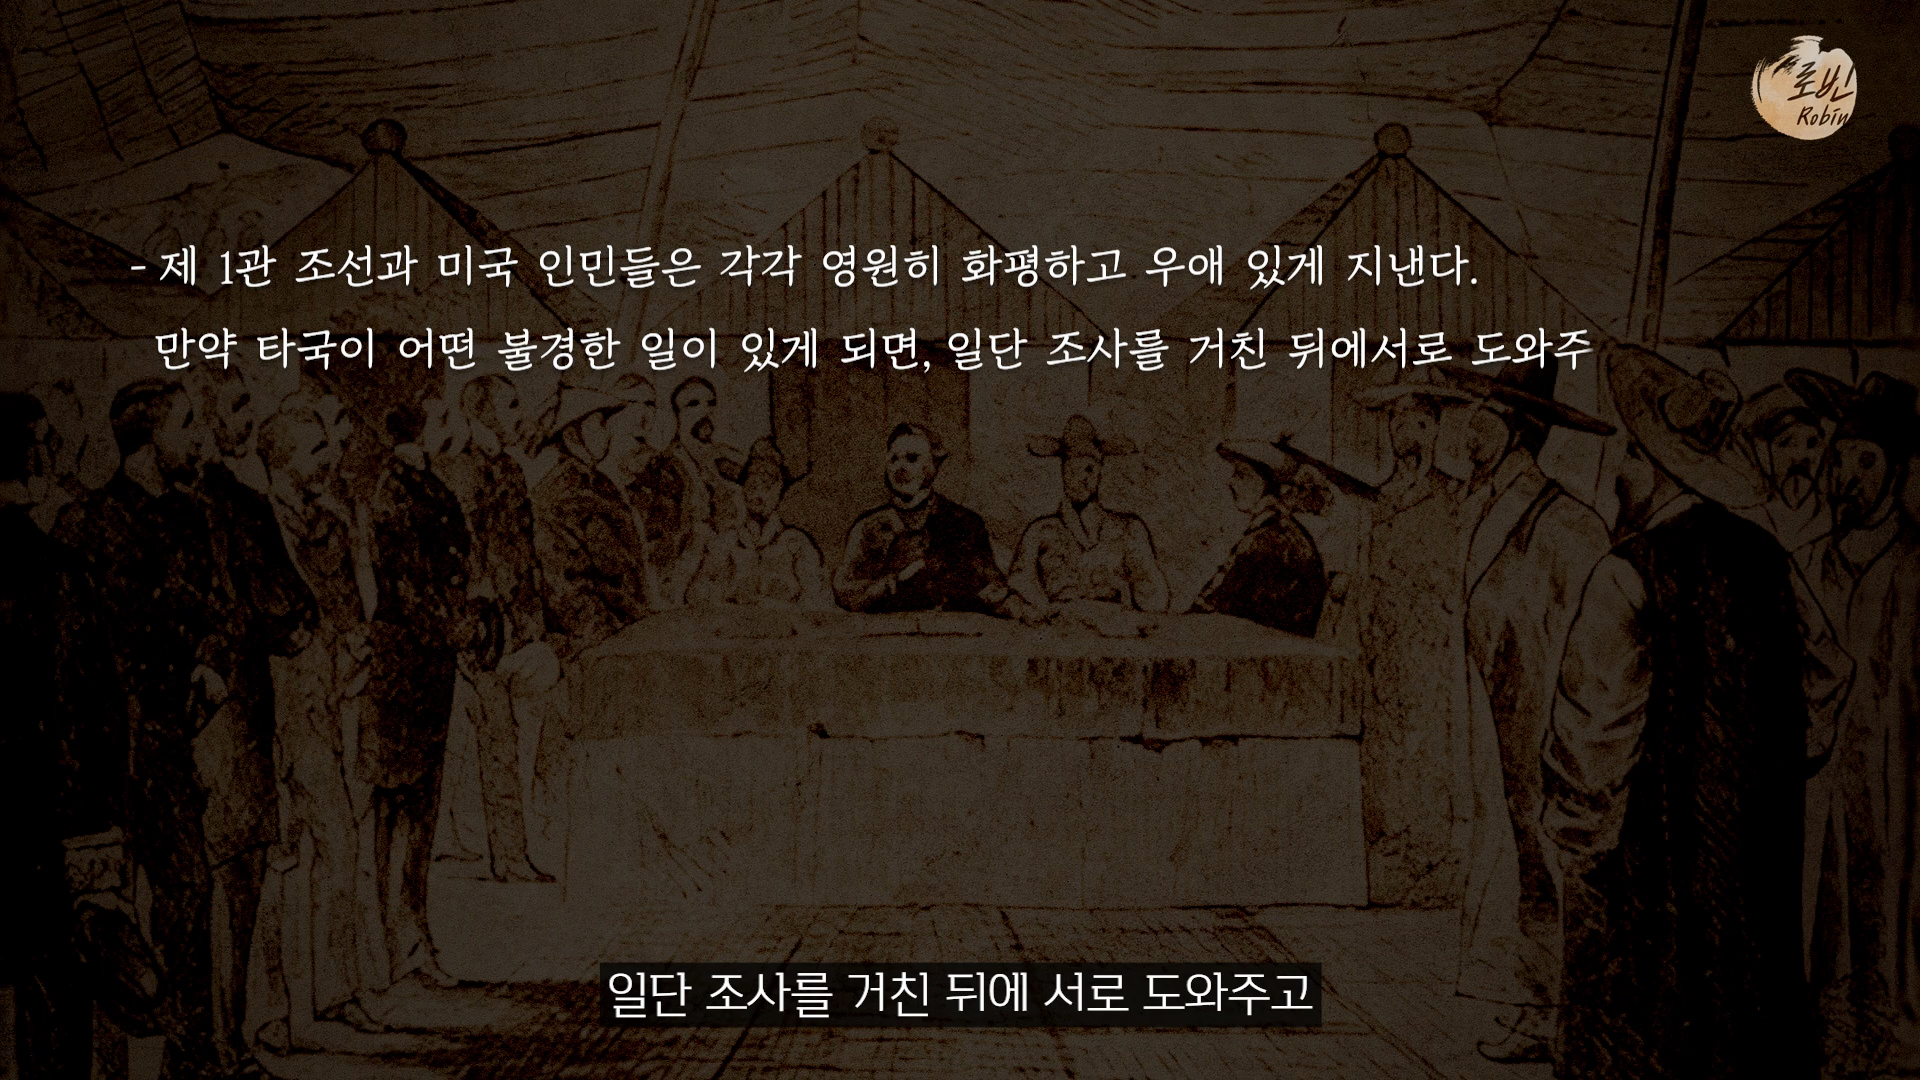 로빈
Robin
- 제 1관 조선과 미국 인민들은 각각 영원히 화평하고 우애 있게 지낸다.
만약 타국이 어떤 불경한 일이 있게 되면, 일단 조사를 거친 뒤에서로 도와주
일단 조사를 거친 뒤에 서로 도와주고